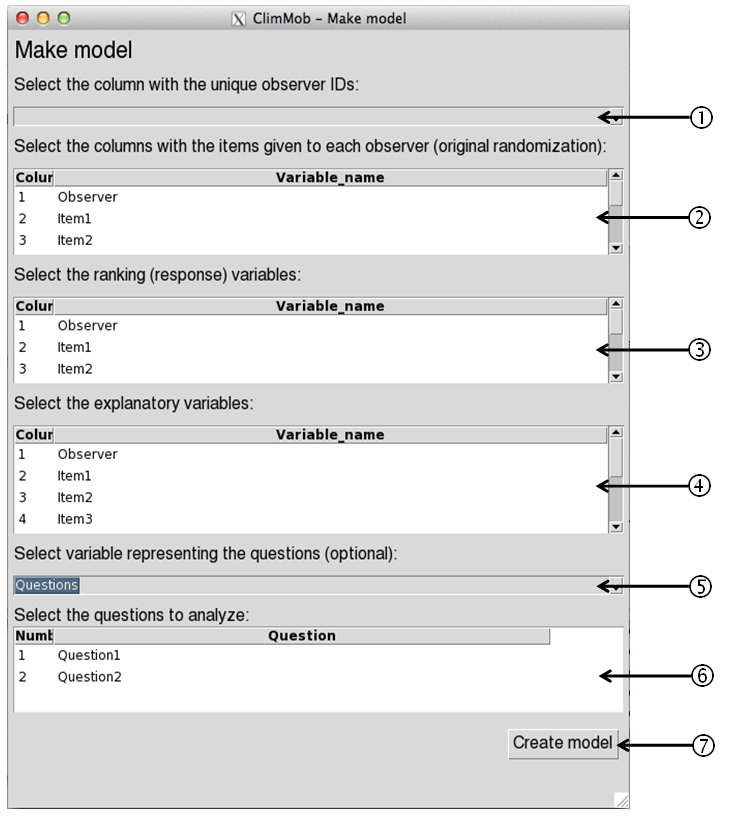 X ClimMob – Make model
Make model
Select the column with the unique observer IDs:
①
Select the columns with the items given to each observer (original randomization):
Colur Variable_name
1 Observer
2 Item1
②
3 Item2
Select the ranking (response) variables:
Colur Variable_name
1 Observer
2 Item1
③
3 Item2
Select the explanatory variables:
Colur Variable_name
1 Observer
2 Item1
④
3 Item2
4 Item3
Select variable representing the questions (optional):
Questions
⑤
Select the questions to analyze:
Numb Question
1 Question1
2 Question2
⑥
Create model
⑦